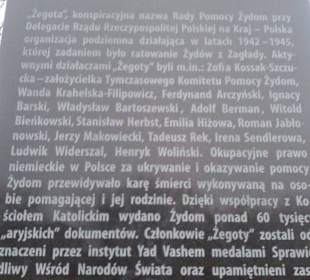 „Żegota”, konspiracyjna nazwa Rady Pomocy Żydom przy
Delegacie Rządu Rzeczypospolitej Polskiej na Kraj – Polska
organizacja podziemna działająca w latach 1942–1945,
której zadaniem było ratowanie Żydów z Zagłady. Akty-
wnymi działaczami „Żegoty” byli m.in.: Zofia Kossak-Szczu-
cka – założycielka Tymczasowego Komitetu Pomocy Żydom,
Wanda Krahelska-Filipowicz, Ferdynand Arczyński, Ignacy
Barski, Władysław Bartoszewski, Adolf Berman, Witold
Bieńkowski, Stanisław Herbst, Emilia Hiżowa, Roman Jabło-
nowski, Jerzy Makowiecki, Tadeusz Rek, Irena Sendlerowa,
Ludwik Widerszal, Henryk Woliński. Okupacyjne prawo
niemieckie w Polsce za ukrywanie i okazywanie pomocy
Żydom przewidywało karę śmierci wykonywaną na oso-
bie pomagającej i jej rodzinie. Dzięki współpracy z Ko-
ściołem Katolickim wydano Żydom ponad 60 tysięcy
„aryjskich” dokumentów. Członkowie „Żegoty” zostali od
znaczeni przez instytut Yad Vashem medalami Sprawie
dliwy Wśród Narodów Świata oraz upamiętnieni zas